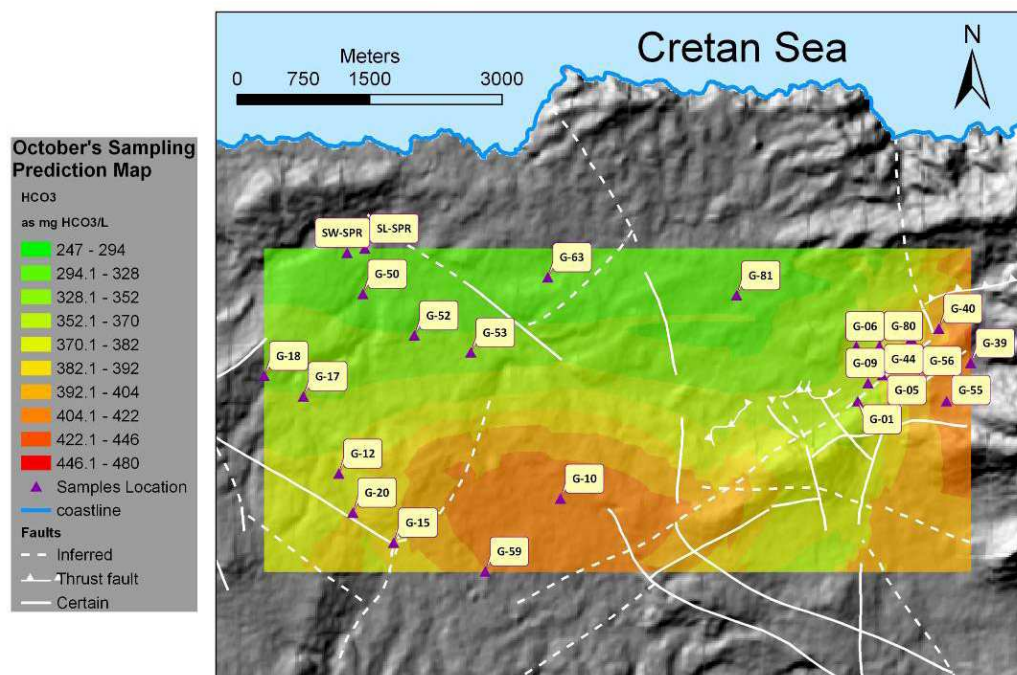 Cretan Sea
N
Meters
0 750 1500 3000
October's Sampling
Prediction Map
HCO3
as mg HCO3/L
247 - 294
294.1 - 328
328.1 - 352
352.1 - 370
370.1 - 382
382.1 - 392
392.1 - 404
404.1 - 422
422.1 - 446
446.1 - 480
Samples Location
coastline
Faults
Inferred
Thrust fault
Certain
SW-SPR
SL-SPR
G-50
G-63
G-81
G-52
G-53
G-06
G-80
G-40
G-39
G-18
G-17
G-09
G-44
G-56
G-05
G-55
G-01
G-12
G-20
G-10
G-15
G-59